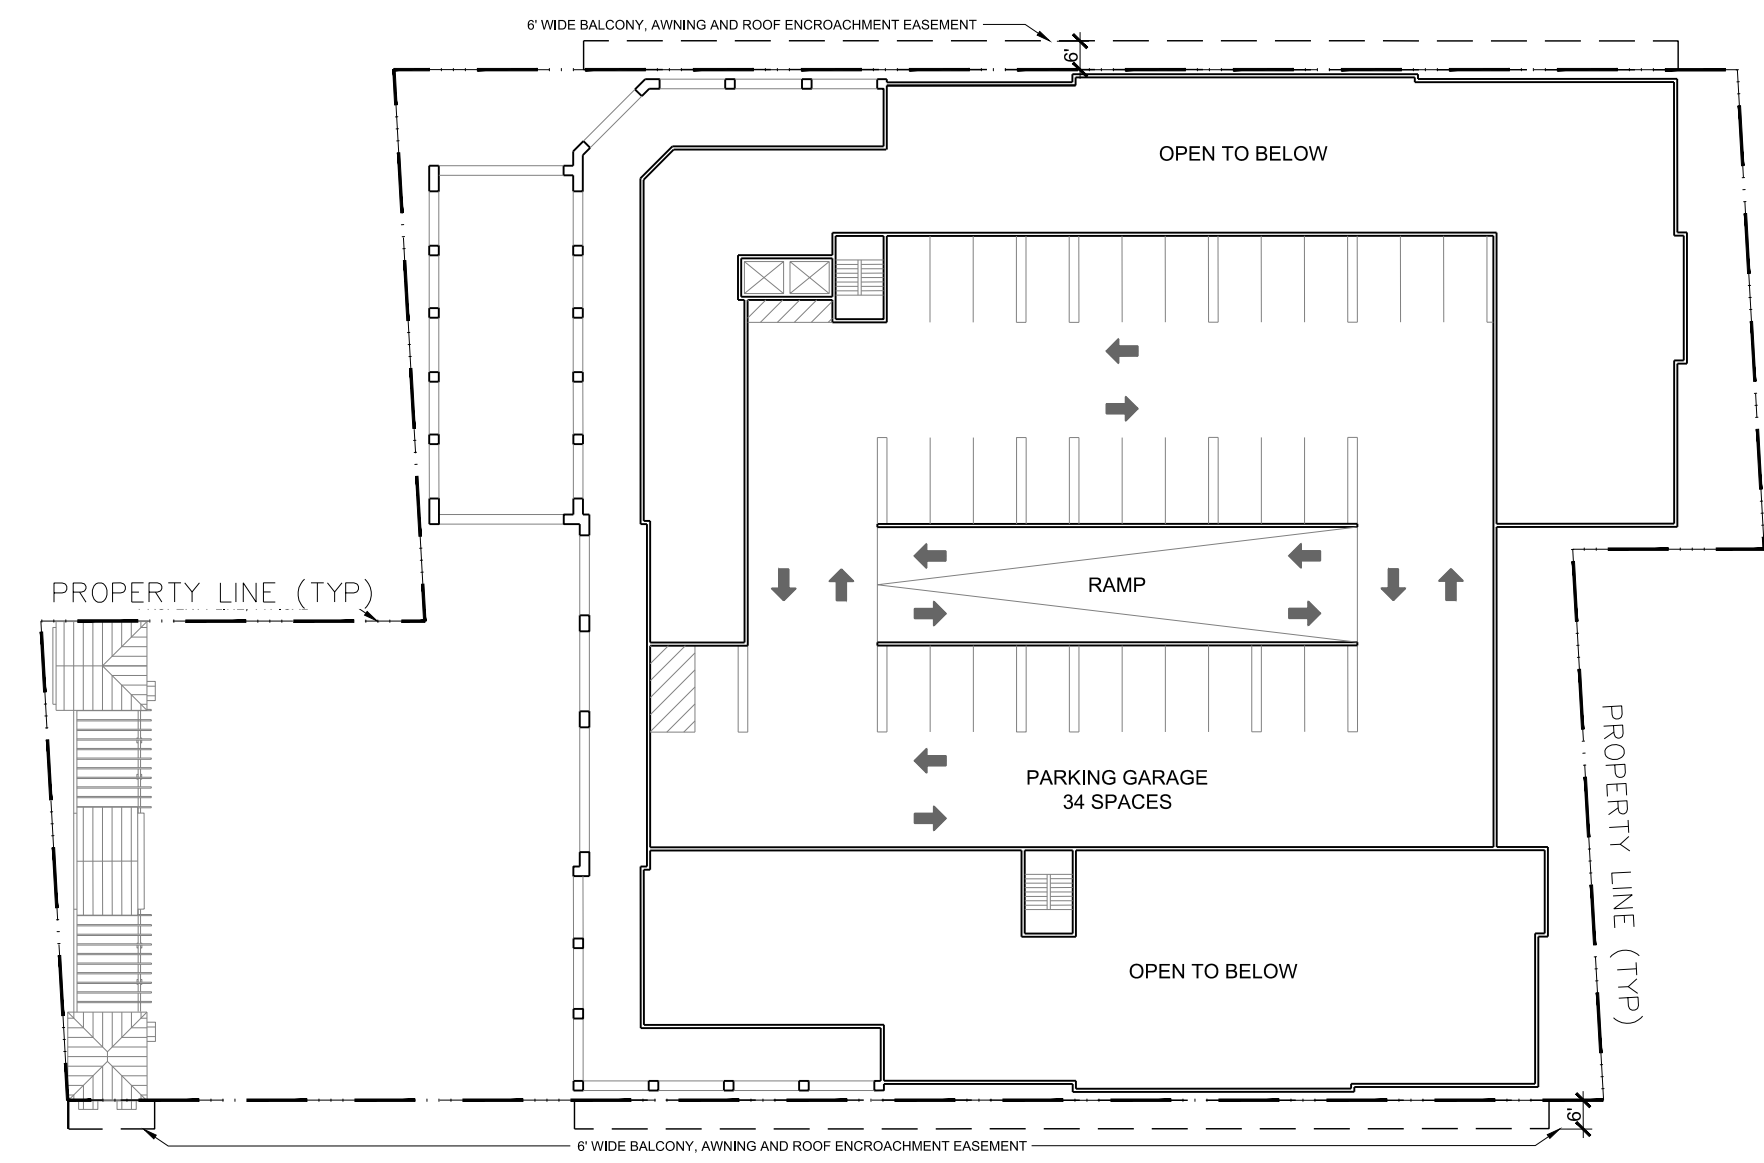 6' WIDE BALCONY, AWNING AND ROOF ENCROACHMENT EASEMENT
6'
OPEN TO BELOW
PROPERTY LINE (TYP)
RAMP
PARKING GARAGE
34 SPACES
PROPERTY LINE (TYP)
OPEN TO BELOW
6'
6' WIDE BALCONY, AWNING AND ROOF ENCROACHMENT EASEMENT